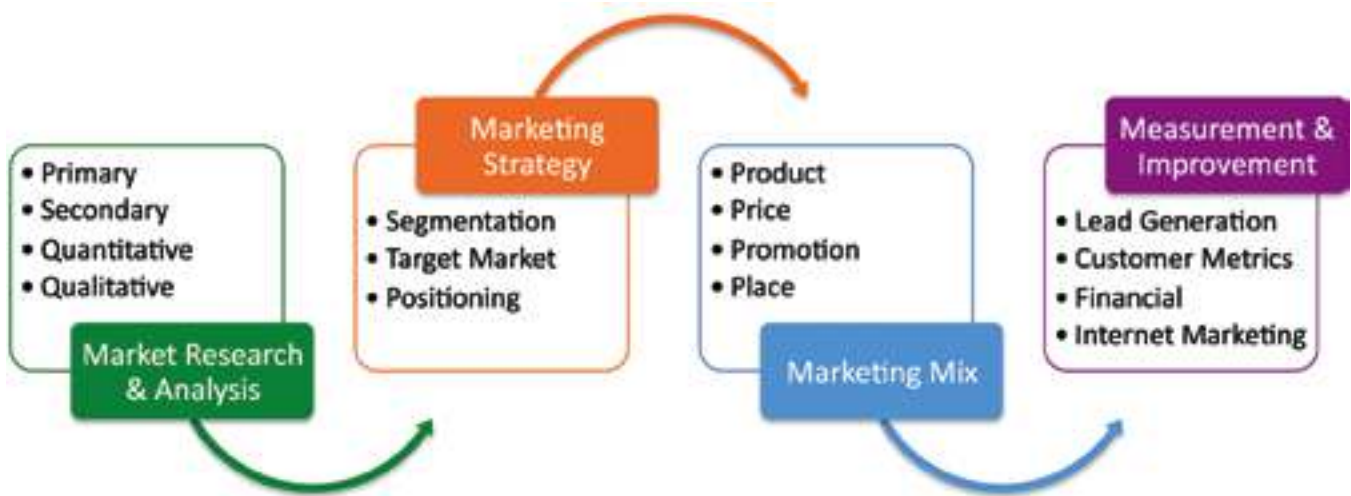 • Primary
• Secondary
• Quantitative
• Qualitative
Market Research
& Analysis
Marketing
Strategy
• Segmentation
• Target Market
• Positioning
• Product
• Price
• Promotion
• Place
Marketing Mix
Measurement &
Improvement
• Lead Generation
• Customer Metrics
• Financial
• Internet Marketing